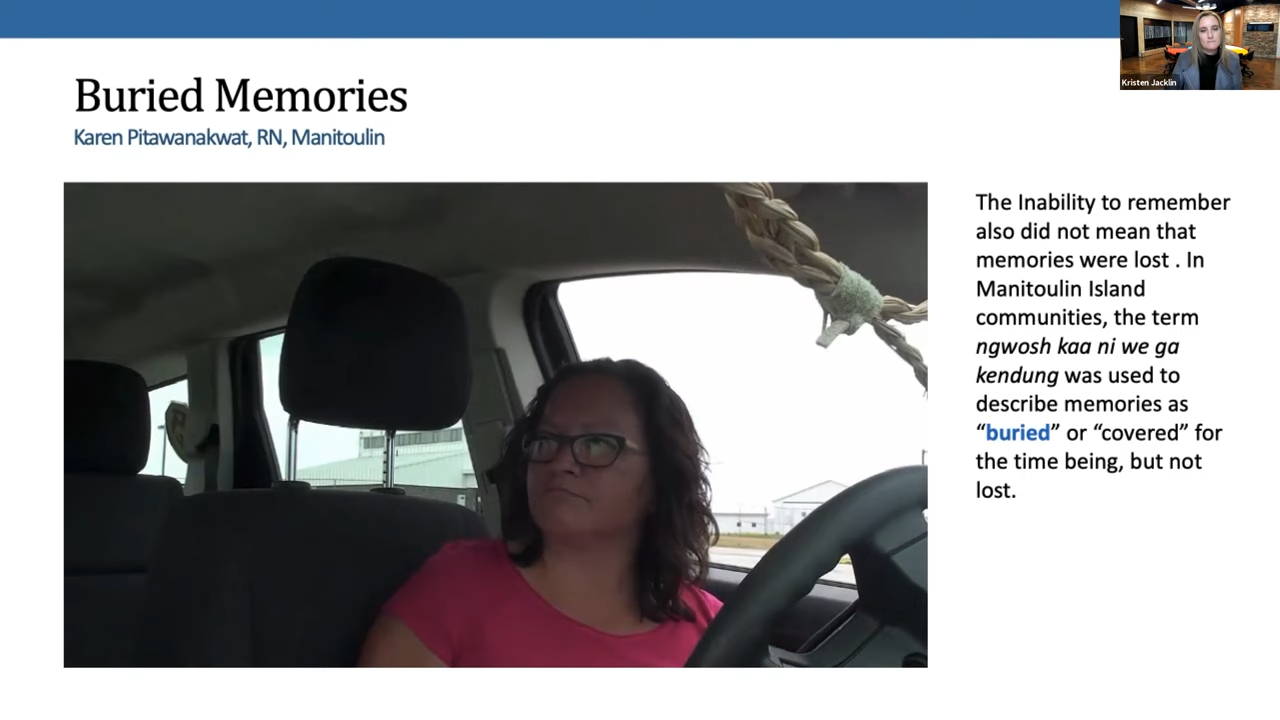 Kristen Jacklin
Buried Memories
Karen Pitawanakwat, RN, Manitoulin
The Inability to remember
also did not mean that
memories were lost . In
Manitoulin Island
communities, the term
ngwosh kaa ni we ga
kendung was used to
describe memories as
“buried” or “covered” for
the time being, but not
lost.